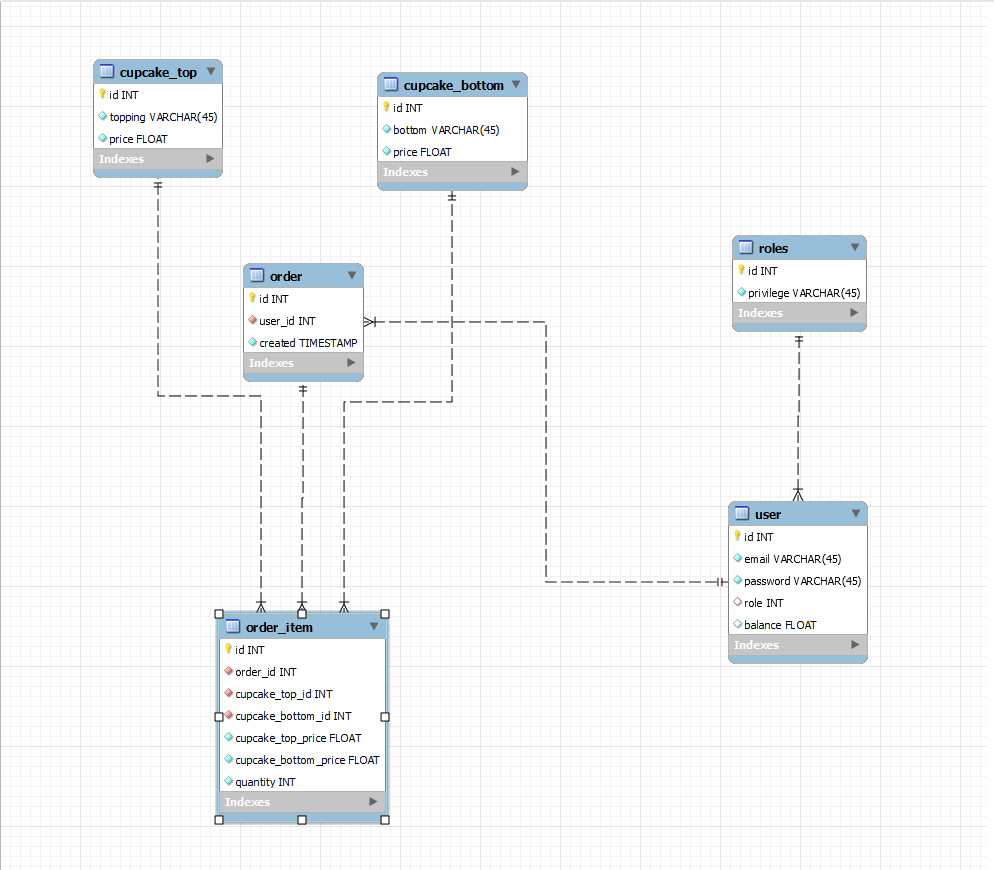 cupcake_top
id INT
topping VARCHAR(45)
price FLOAT
Indexes
cupcake_bottom
id INT
bottom VARCHAR(45)
price FLOAT
Indexes
order
id INT
user_id INT
created TIMESTAMP
Indexes
roles
id INT
privilege VARCHAR(45)
Indexes
user
id INT
email VARCHAR(45)
password VARCHAR(45)
role INT
balance FLOAT
Indexes
order_item
id INT
order_id INT
cupcake_top_id INT
cupcake_bottom_id INT
cupcake_top_price FLOAT
cupcake_bottom_price FLOAT
quantity INT
Indexes